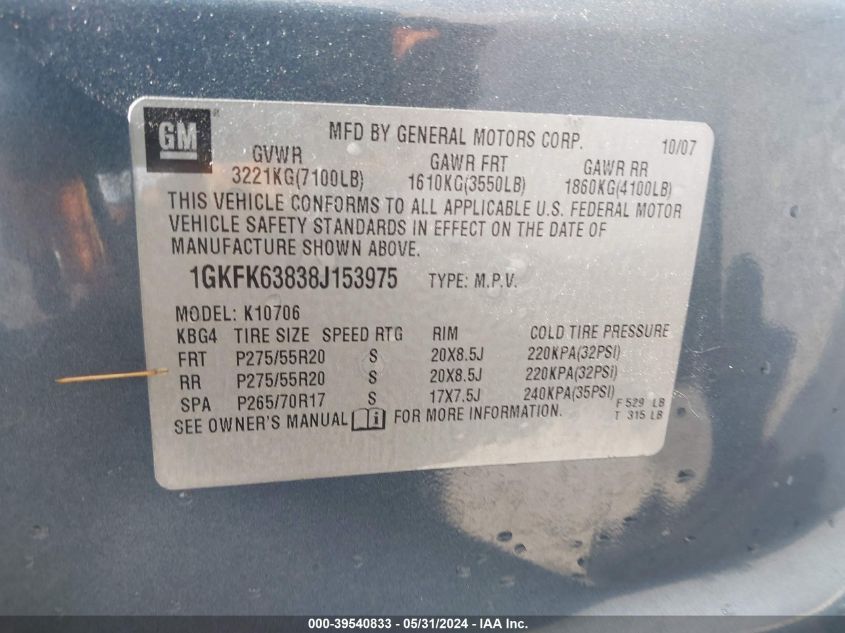 GM
MFD BY GENERAL MOTORS CORP. 10/07
GVWR GAWR FRT GAWR RR
3221KG(7100LB) 1610KG(3550LB) 1860KG(4100LB)
THIS VEHICLE CONFORMS TO ALL APPLICABLE U.S. FEDERAL MOTOR
VEHICLE SAFETY STANDARDS IN EFFECT ON THE DATE OF
MANUFACTURE SHOWN ABOVE.
1GKFK63838J153975 TYPE: M.P.V.
MODEL: K10706
KBG4 TIRE SIZE SPEED RTG RIM COLD TIRE PRESSURE
FRT P275/55R20 S 20X8.5J 220KPA(32PSI)
RR P275/55R20 S 20X8.5J 220KPA(32PSI)
SPA P265/70R17 S 17X7.5J 240KPA(35PSI)
F 529 LB
SEE OWNER'S MANUAL i FOR MORE INFORMATION. T 315 LB
000-39540833 - 05/31/2024 - IAA Inc.